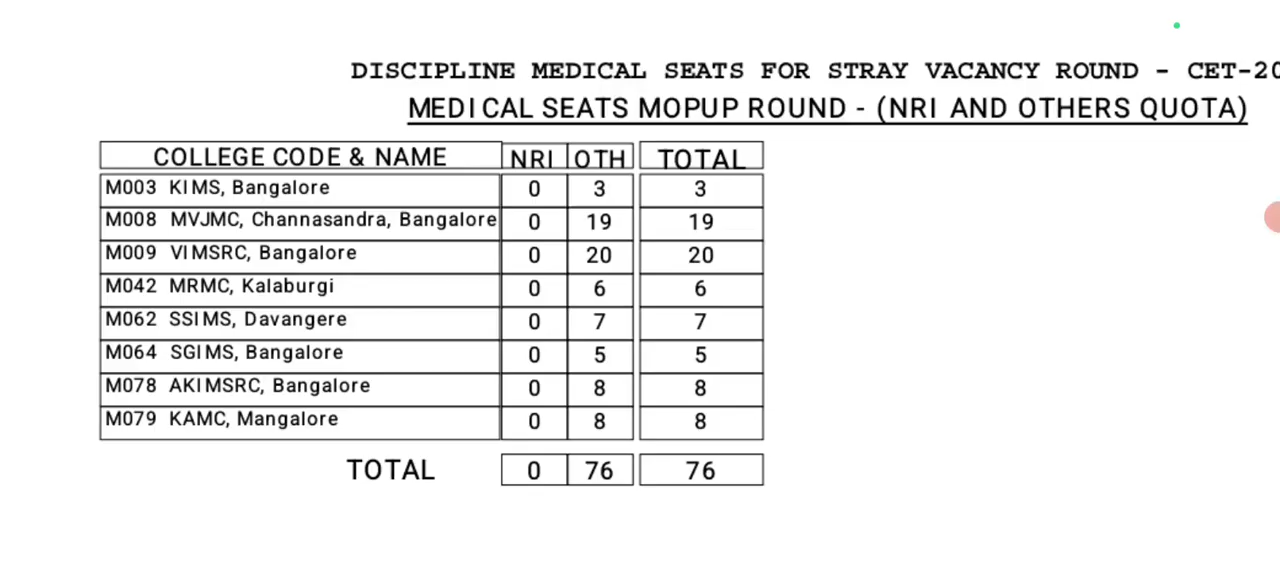 DISCIPLINE MEDICAL SEATS FOR STRAY VACANCY ROUND - CET-20
MEDICAL SEATS MOPUP ROUND - (NRI AND OTHERS QUOTA)
COLLEGE CODE & NAME NRI OTH TOTAL
M003 KIMS, Bangalore 0 3 3
M008 MVJMC, Channasandra, Bangalore 0 19 19
M009 VIMSRC, Bangalore 0 20 20
M042 MRMC, Kalaburgi 0 6 6
M062 SSIMS, Davangere 0 7 7
M064 SGIMS, Bangalore 0 5 5
M078 AKIMSRC, Bangalore 0 8 8
M079 KAMC, Mangalore 0 8 8
TOTAL 0 76 76